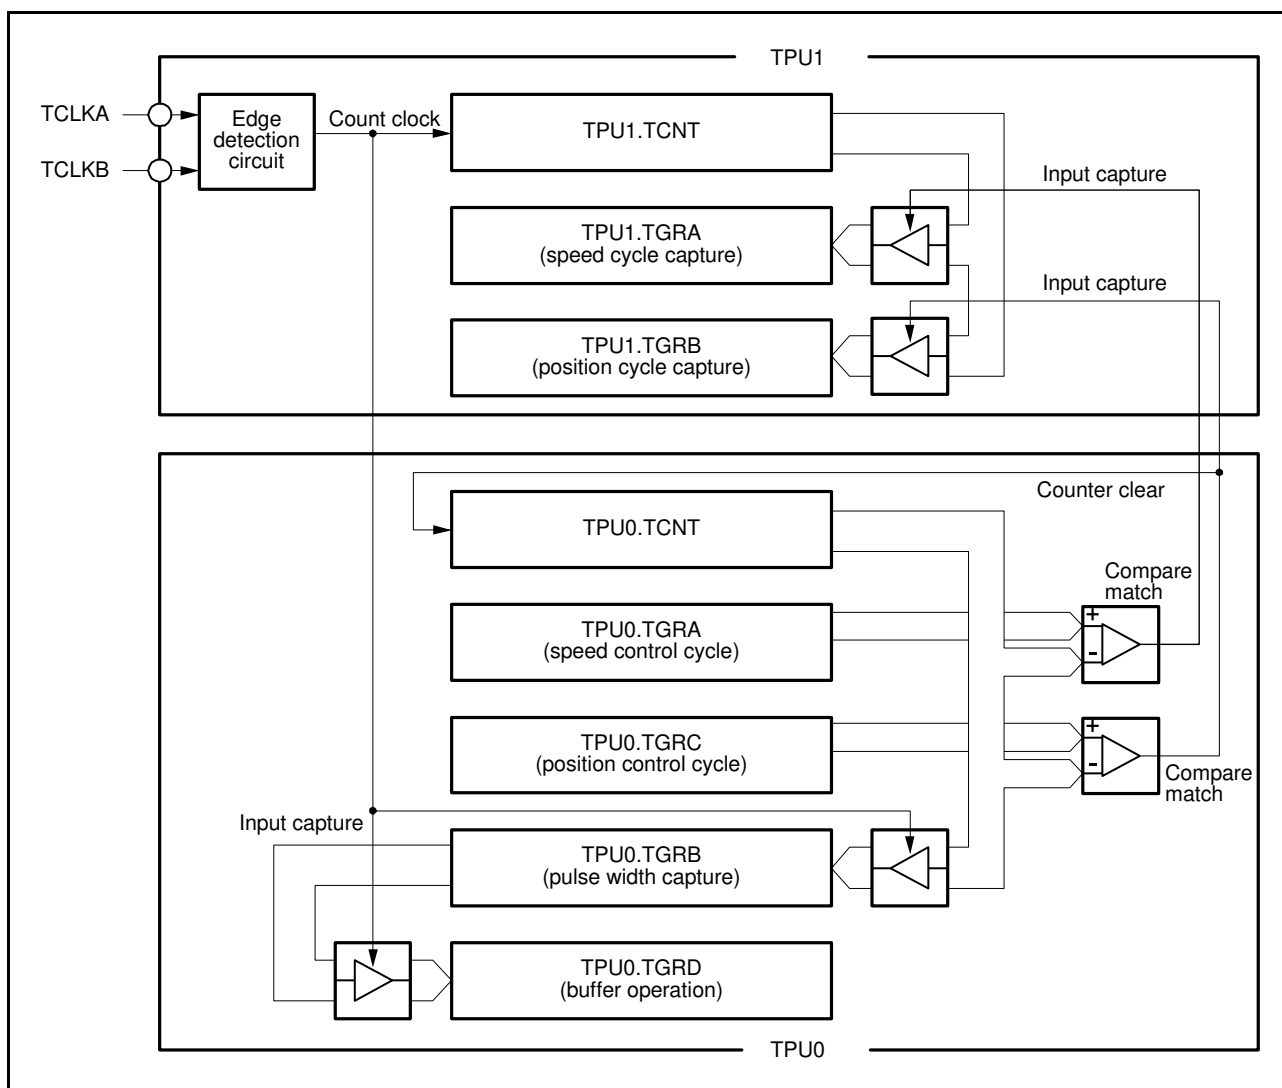 TPU1
TCLKA
TCLKB
Edge
detection
circuit
Count clock
TPU1.TCNT
Input capture
TPU1.TGRA
(speed cycle capture)
Input capture
TPU1.TGRB
(position cycle capture)
Counter clear
TPU0.TCNT
Compare
match
TPU0.TGRA
(speed control cycle)
+
-
TPU0.TGRC
(position control cycle)
+
-
Compare
match
Input capture
TPU0.TGRB
(pulse width capture)
TPU0.TGRD
(buffer operation)
TPU0